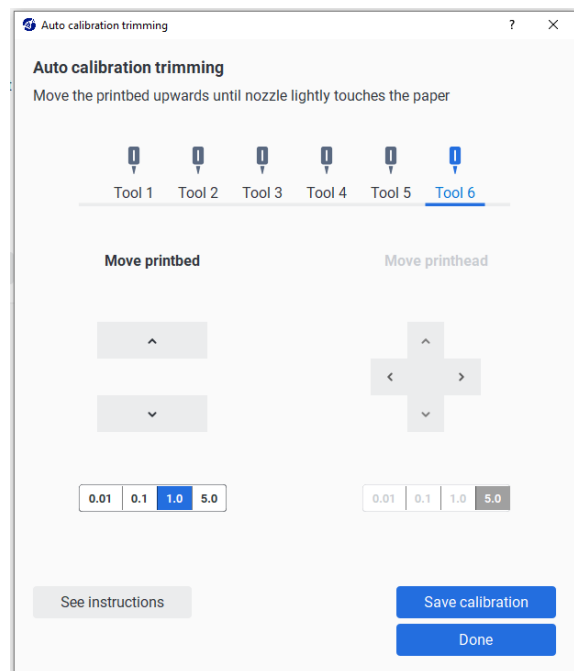 Auto calibration trimming
Auto calibration trimming
Move the printbed upwards until nozzle lightly touches the paper
Tool 1 Tool 2 Tool 3 Tool 4 Tool 5 Tool 6
Move printbed Move printhead
0.01 0.1 1.0 5.0 0.01 0.1 1.0 5.0
See instructions Save calibration
Done